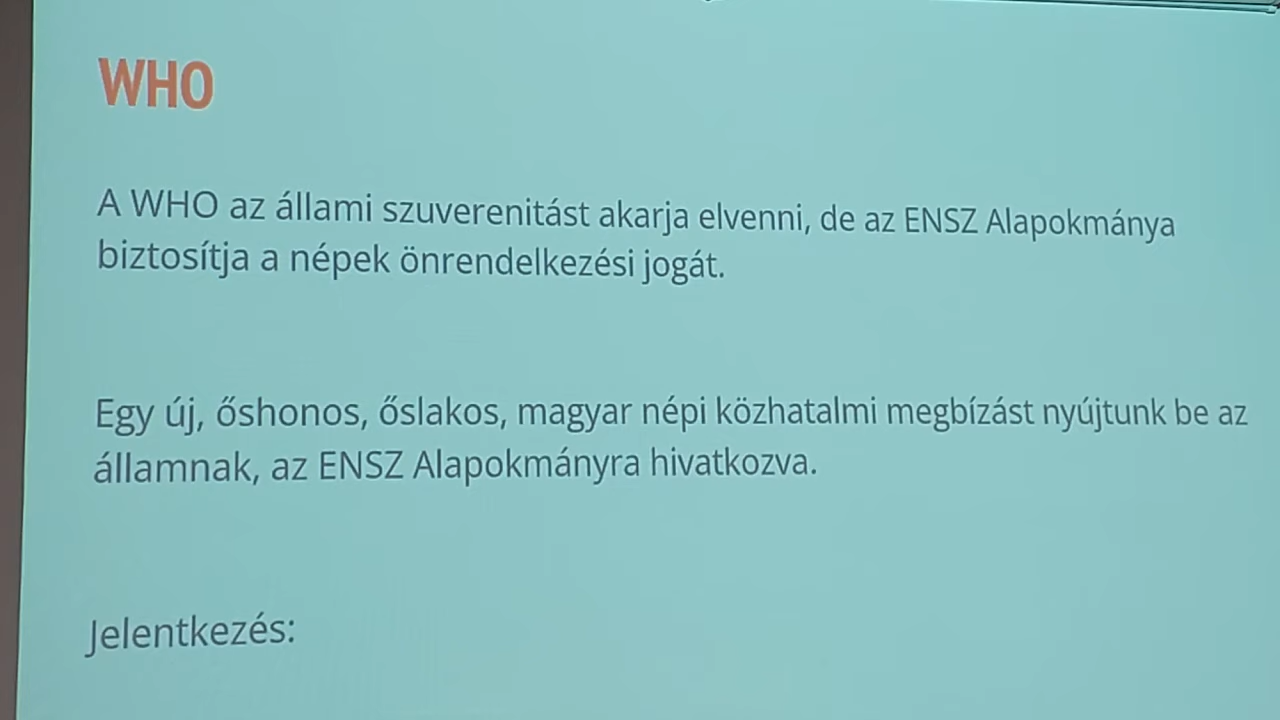 WHO
A WHO az állami szuverenitást akarja elvenni, de az ENSZ Alapokmánya
biztosítja a népek önrendelkezési jogát.
Egy új, őshonos, őslakos, magyar népi közhatalmi megbízást nyújtunk be az
államnak, az ENSZ Alapokmányra hivatkozva.
Jelentkezés: